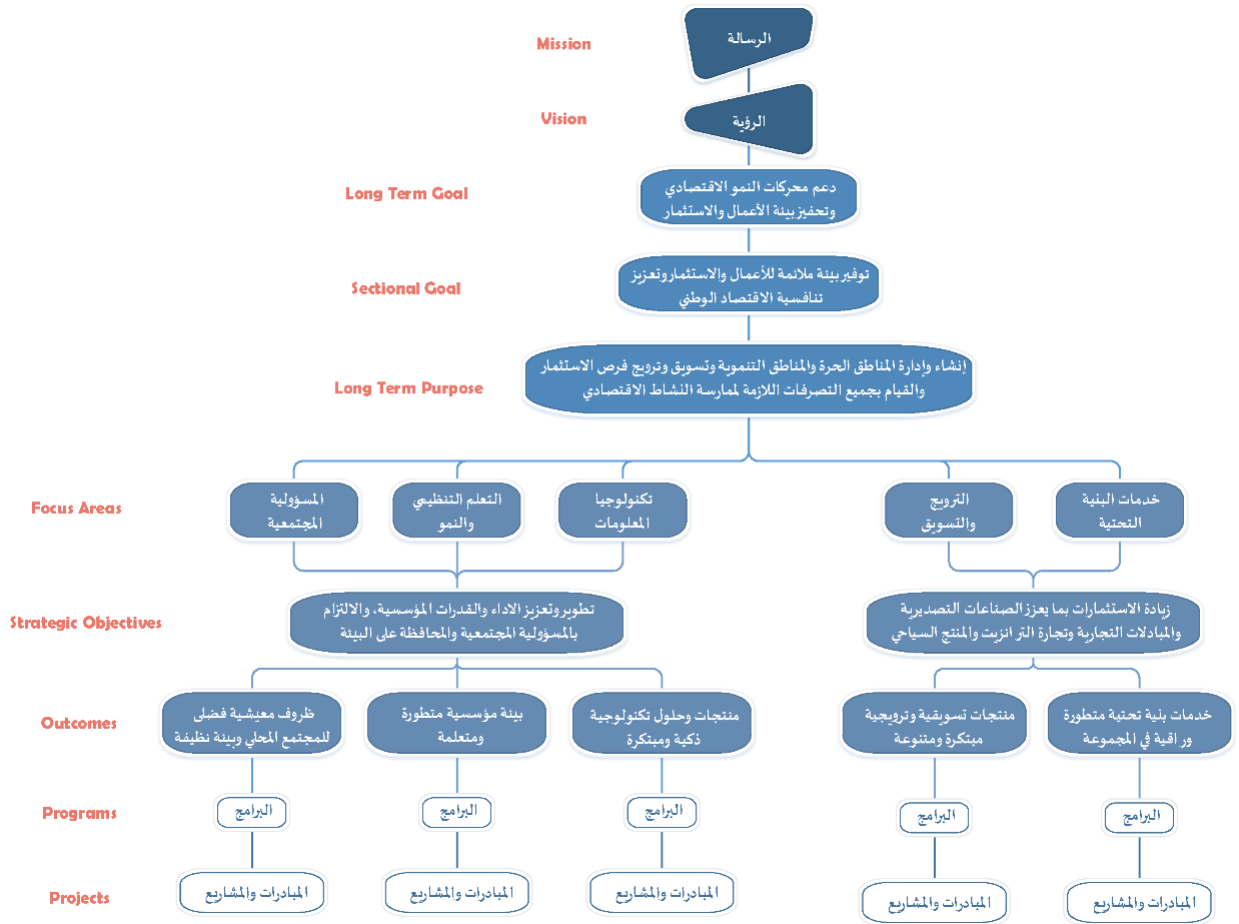 Mission
الرسالة
Vision
الرؤية
Long Term Goal
دعم محركات النمو الاقتصادي
وتحفيز بيئة الأعمال والاستثمار
Sectional Goal
توفير بيئة ملائمة للأعمال والاستثمار وتعزيز
تنافسية الاقتصاد الوطني
Long Term Purpose
إنشاء وإدارة المناطق الحرة والمناطق التنموية وتسويق وترويج فرص الاستثمار
والقيام بجميع التصرفات اللازمة لممارسة النشاط الاقتصادي
Focus Areas
خدمات البنية
التحتية
الترويج
والتسويق
تكنولوجيا
المعلومات
التعلم التنظيمي
والنمو
المسؤولية
المجتمعية
Strategic Objectives
زيادة الاستثمارات بما يعزز الصناعات التصديرية
والمبادلات التجارية وتجارة الترانزيت والمنتج السياحي
تطوير وتعزيز الاداء والقدرات المؤسسية، والالتزام
بالمسؤولية المجتمعية والمحافظة على البيئة
Outcomes
خدمات بنية تحتية متطورة
وراقية في المجموعة
منتجات تسويقية وترويجية
مبتكرة ومتنوعة
منتجات وحلول تكنولوجية
ذكية ومبتكرة
بيئة مؤسسية متطورة
ومتعلمة
ظروف معيشية فضلى
للمجتمع المحلي وبيئة نظيفة
Programs
البرامج
البرامج
البرامج
البرامج
البرامج
Projects
المبادرات والمشاريع
المبادرات والمشاريع
المبادرات والمشاريع
المبادرات والمشاريع
المبادرات والمشاريع